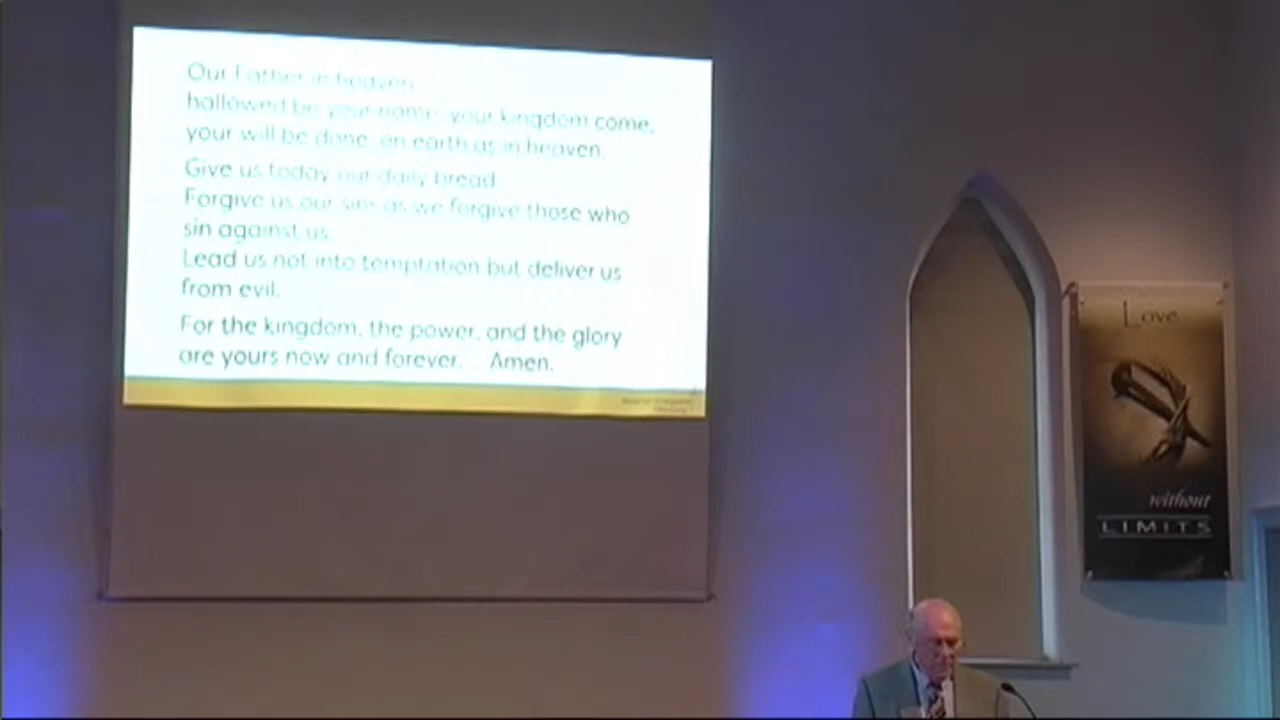 Our Father in heaven
hallowed be your name, your kingdom come,
your will be done, on earth as in heaven.
Give us today our daily bread
Forgive us our sins as we forgive those who
sin against us.
Lead us not into temptation but deliver us
from evil.
For the kingdom, the power, and the glory
are yours now and forever. Amen.
Love
without
LIMITS